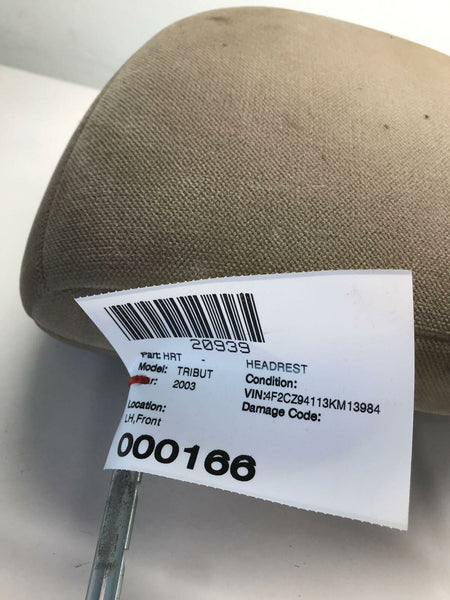 20939
Part: HRT - HEADREST
Model: TRIBUT Condition:
2003 VIN:4F2CZ94113KM13984
Location: Damage Code:
LH,Front
000166